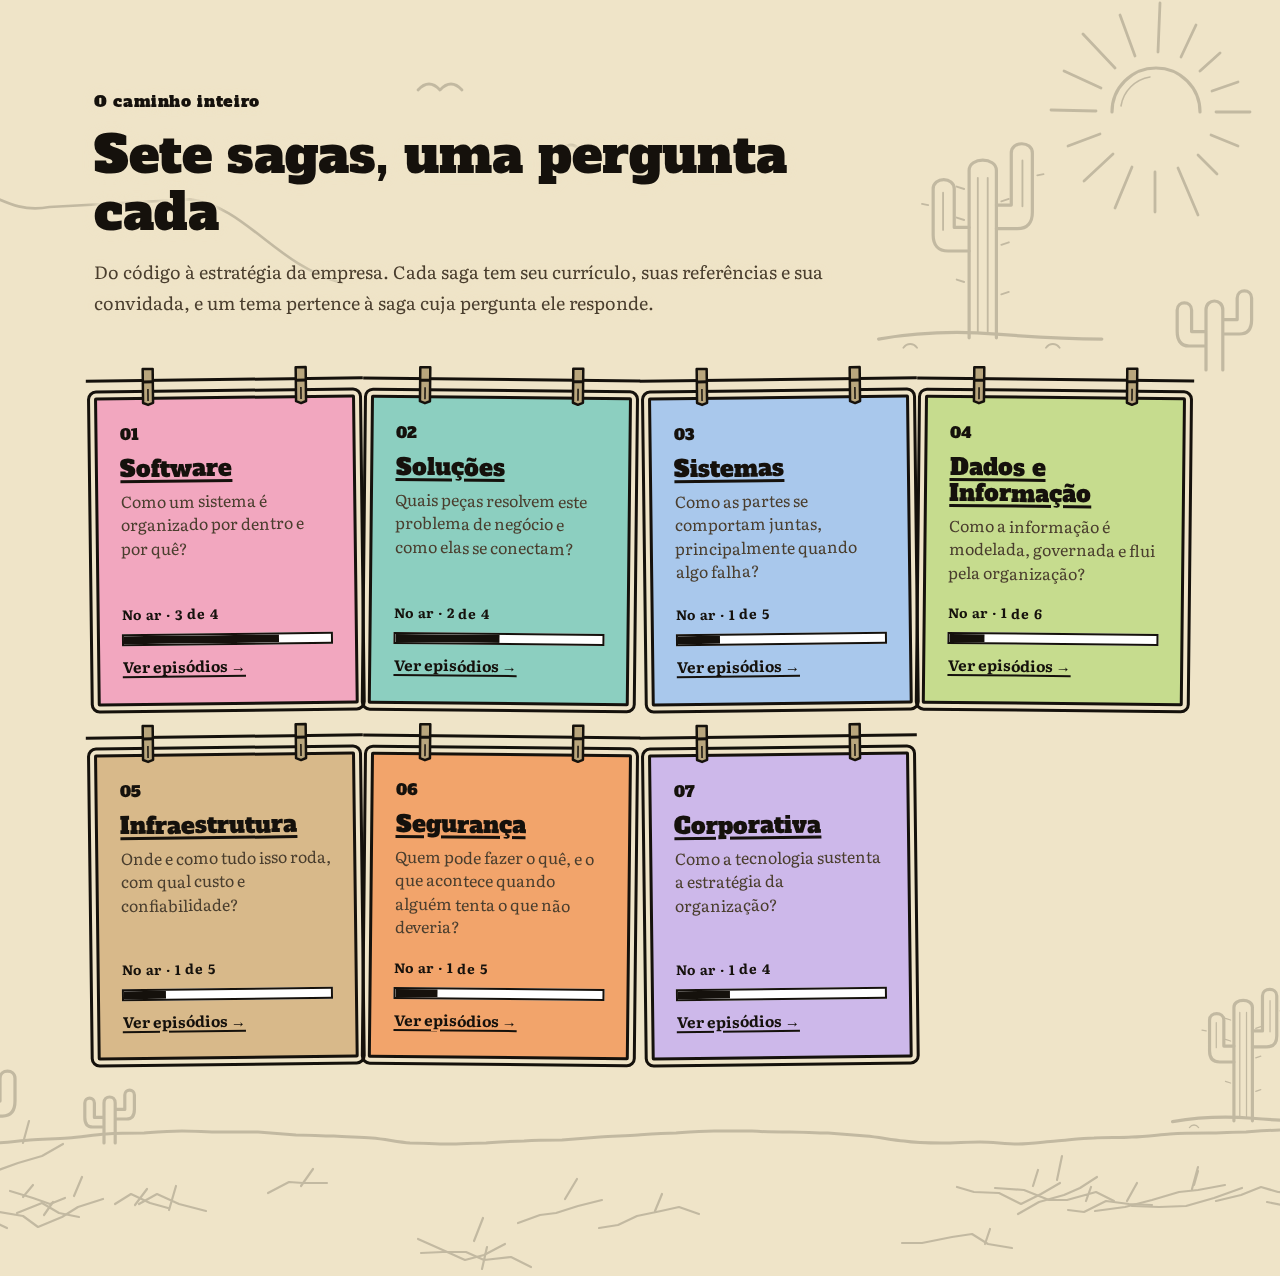 O caminho inteiro
Sete sagas, uma pergunta
cada
Do código à estratégia da empresa. Cada saga tem seu currículo, suas referências e sua
convidada, e um tema pertence à saga cuja pergunta ele responde.
01
Software
Como um sistema é
organizado por dentro e
por quê?
No ar · 3 de 4
Ver episódios →
02
Soluções
Quais peças resolvem este
problema de negócio e
como elas se conectam?
No ar · 2 de 4
Ver episódios →
03
Sistemas
Como as partes se
comportam juntas,
principalmente quando
algo falha?
No ar · 1 de 5
Ver episódios →
04
Dados e
Informação
Como a informação é
modelada, governada e flui
pela organização?
No ar · 1 de 6
Ver episódios →
05
Infraestrutura
Onde e como tudo isso roda,
com qual custo e
confiabilidade?
No ar · 1 de 5
Ver episódios →
06
Segurança
Quem pode fazer o quê, e o
que acontece quando
alguém tenta o que não
deveria?
No ar · 1 de 5
Ver episódios →
07
Corporativa
Como a tecnologia sustenta
a estratégia da
organização?
No ar · 1 de 4
Ver episódios →